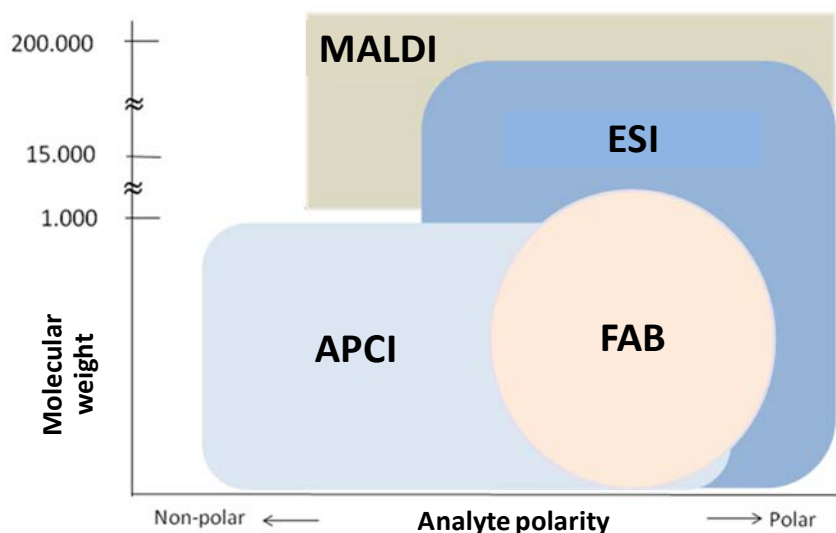 200.000
MALDI
≈
ESI
15.000
≈
1.000
Molecular
weight
APCI
FAB
Non-polar ←
Analyte polarity
→ Polar